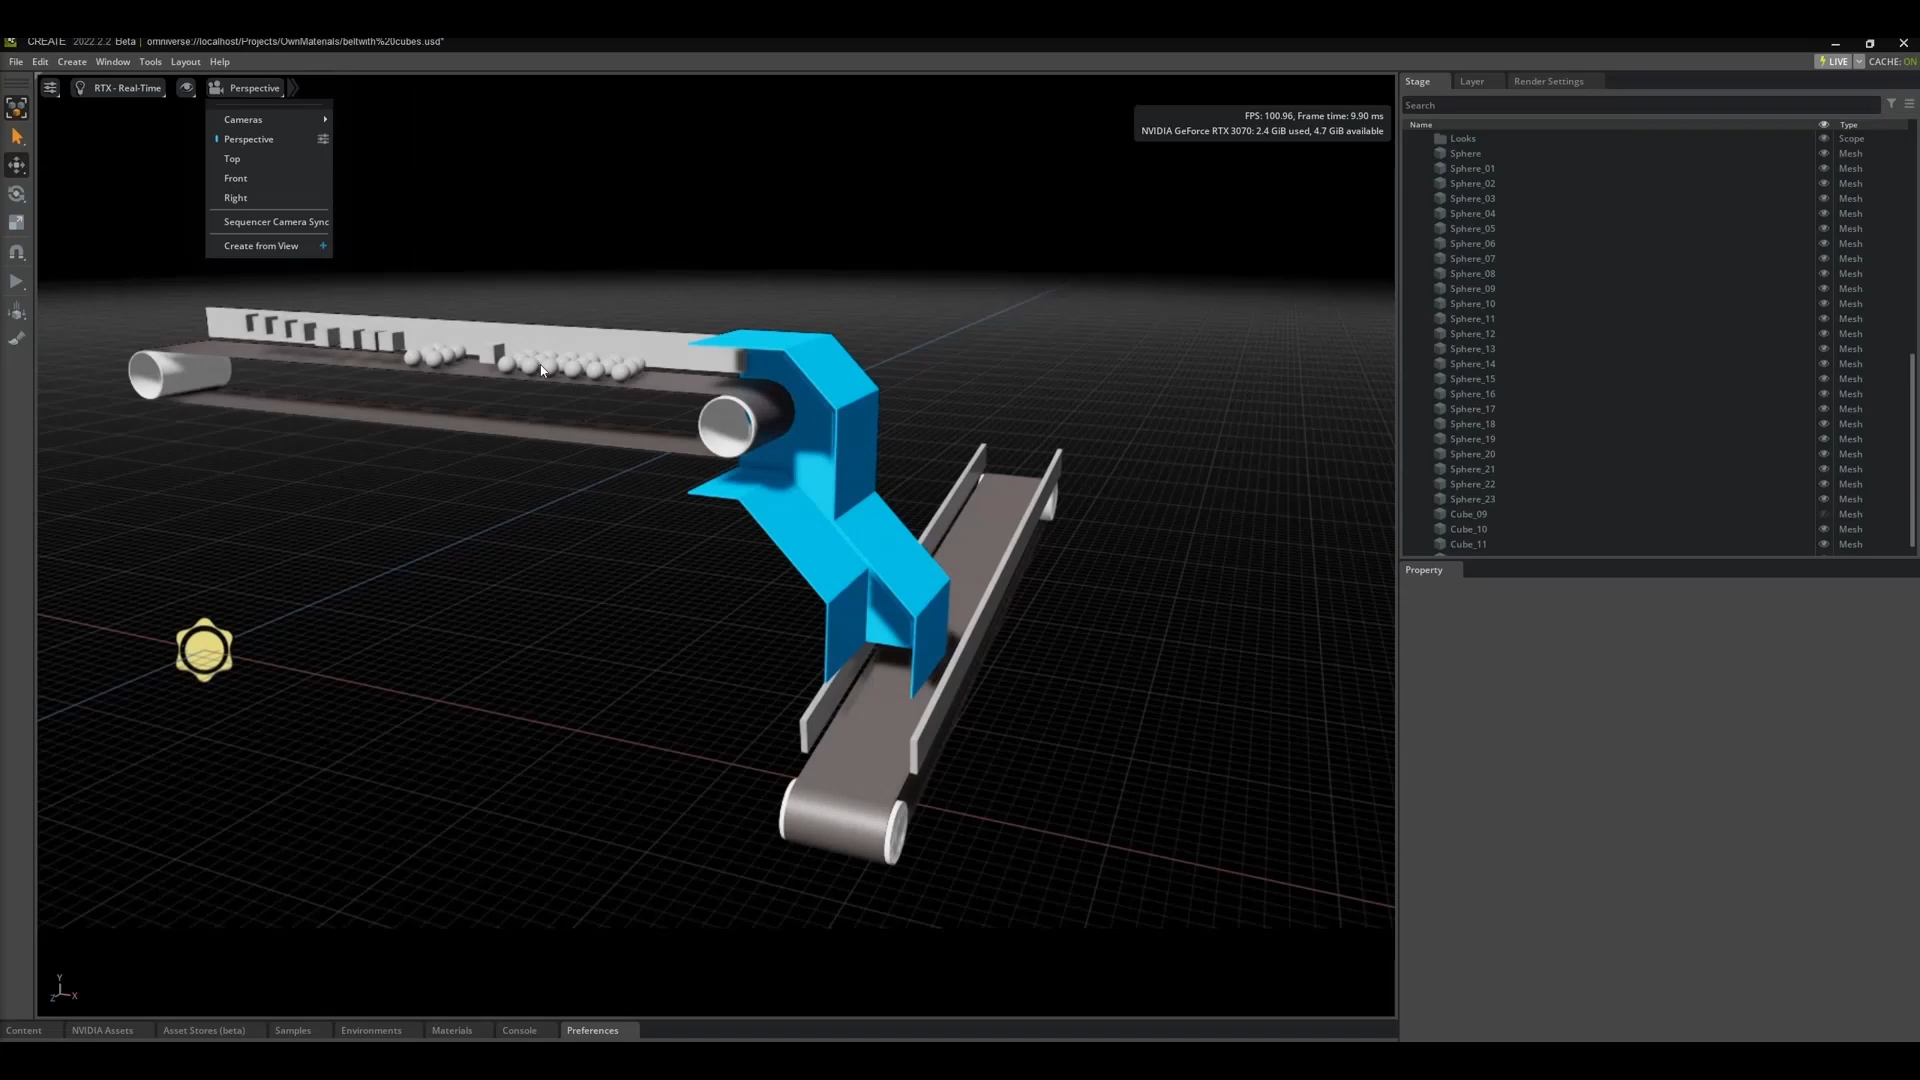 CREATE 2022.2.2 Beta | omniverse://localhost/Projects/OwnMaterials/beltwith%20cubes.usd*
File Edit Create Window Tools Layout Help
LIVE CACHE: ON
RTX - Real-Time Perspective
Cameras
Perspective
Top
Front
Right
Sequencer Camera Sync
Create from View +
FPS: 100.96, Frame time: 9.90 ms
NVIDIA GeForce RTX 3070: 2.4 GiB used, 4.7 GiB available
Y
Z X
Stage Layer Render Settings
Search
Name Type
Looks Scope
Sphere Mesh
Sphere_01 Mesh
Sphere_02 Mesh
Sphere_03 Mesh
Sphere_04 Mesh
Sphere_05 Mesh
Sphere_06 Mesh
Sphere_07 Mesh
Sphere_08 Mesh
Sphere_09 Mesh
Sphere_10 Mesh
Sphere_11 Mesh
Sphere_12 Mesh
Sphere_13 Mesh
Sphere_14 Mesh
Sphere_15 Mesh
Sphere_16 Mesh
Sphere_17 Mesh
Sphere_18 Mesh
Sphere_19 Mesh
Sphere_20 Mesh
Sphere_21 Mesh
Sphere_22 Mesh
Sphere_23 Mesh
Cube_09 Mesh
Cube_10 Mesh
Cube_11 Mesh
Property
Content NVIDIA Assets Asset Stores (beta) Samples Environments Materials Console Preferences